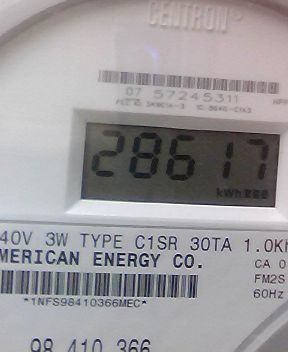 CENTRON®
07 57245311
28617
kWh
40V 3W TYPE C1SR 30TA 1.0Kh
MERICAN ENERGY CO.
CA 0
FM2S
60Hz
*1NFS98410366MEC*
98 410 366